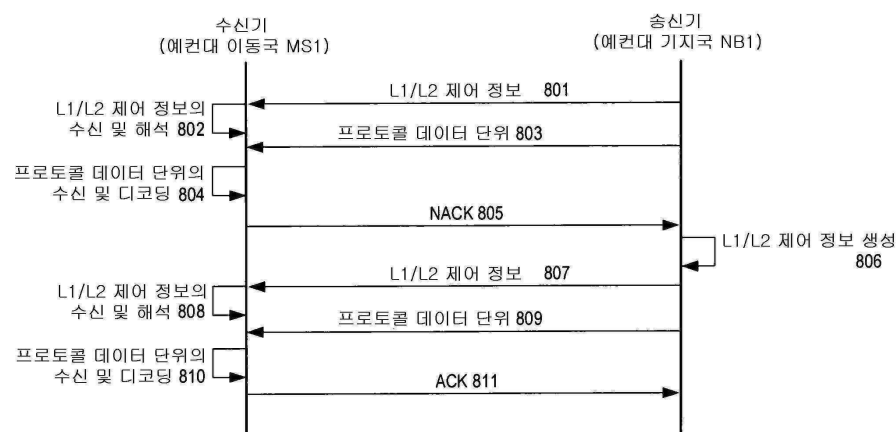 수신기
(예컨대 이동국 MS1)
송신기
(예컨대 기지국 NB1)
L1/L2 제어 정보 801
L1/L2 제어 정보의
수신 및 해석 802
프로토콜 데이터 단위 803
프로토콜 데이터 단위의
수신 및 디코딩 804
NACK 805
L1/L2 제어 정보 생성
806
L1/L2 제어 정보 807
L1/L2 제어 정보의
수신 및 해석 808
프로토콜 데이터 단위 809
프로토콜 데이터 단위의
수신 및 디코딩 810
ACK 811